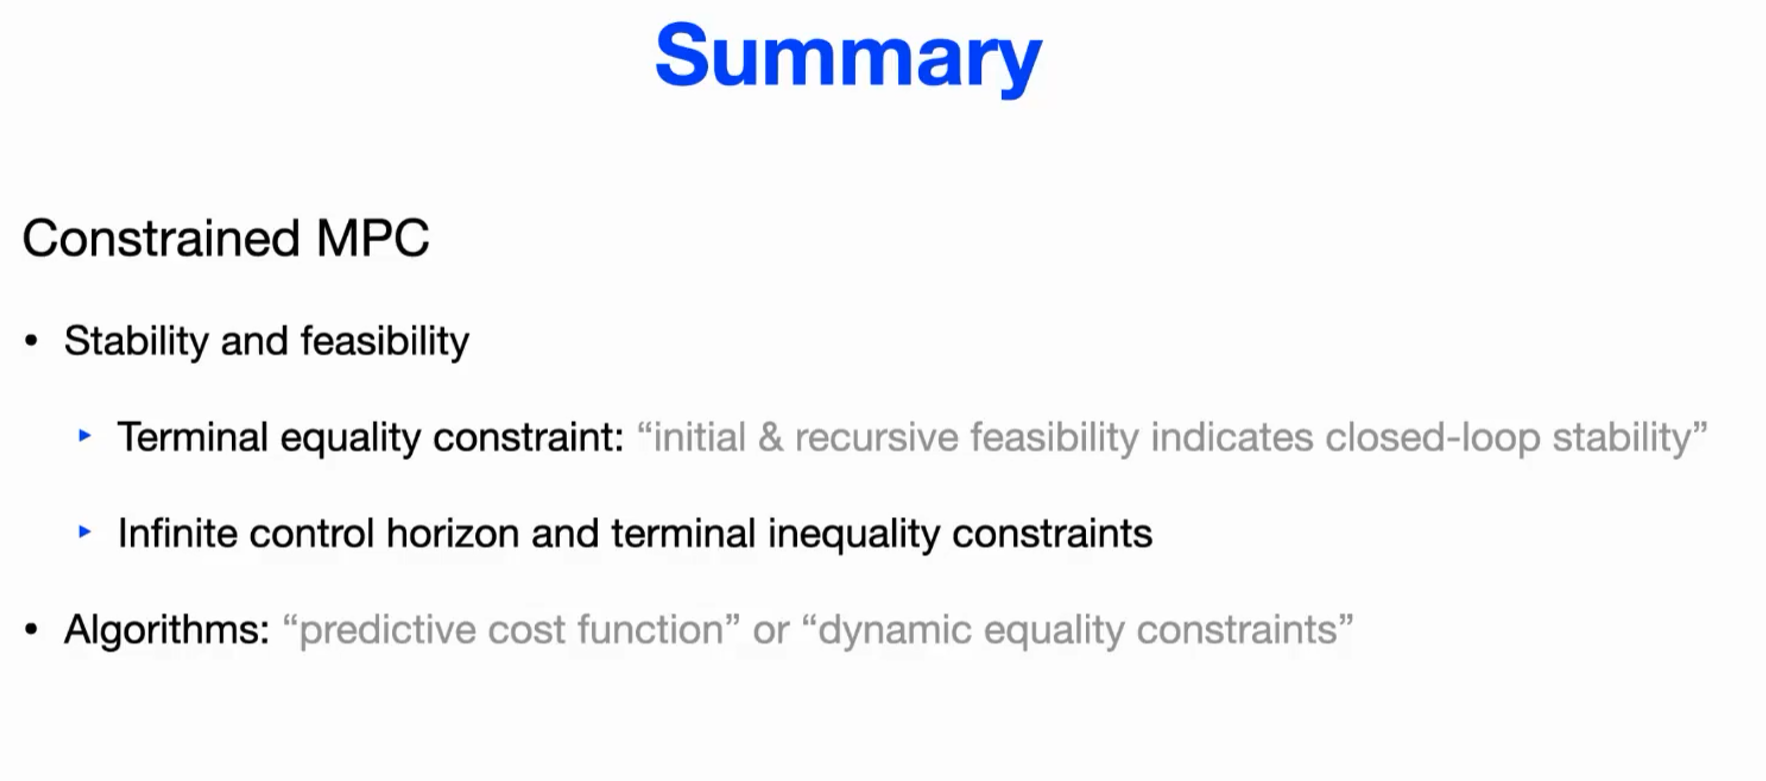 Summary
Constrained MPC
• Stability and feasibility
‣ Terminal equality constraint: “initial & recursive feasibility indicates closed-loop stability”
‣ Infinite control horizon and terminal inequality constraints
• Algorithms: “predictive cost function” or “dynamic equality constraints”